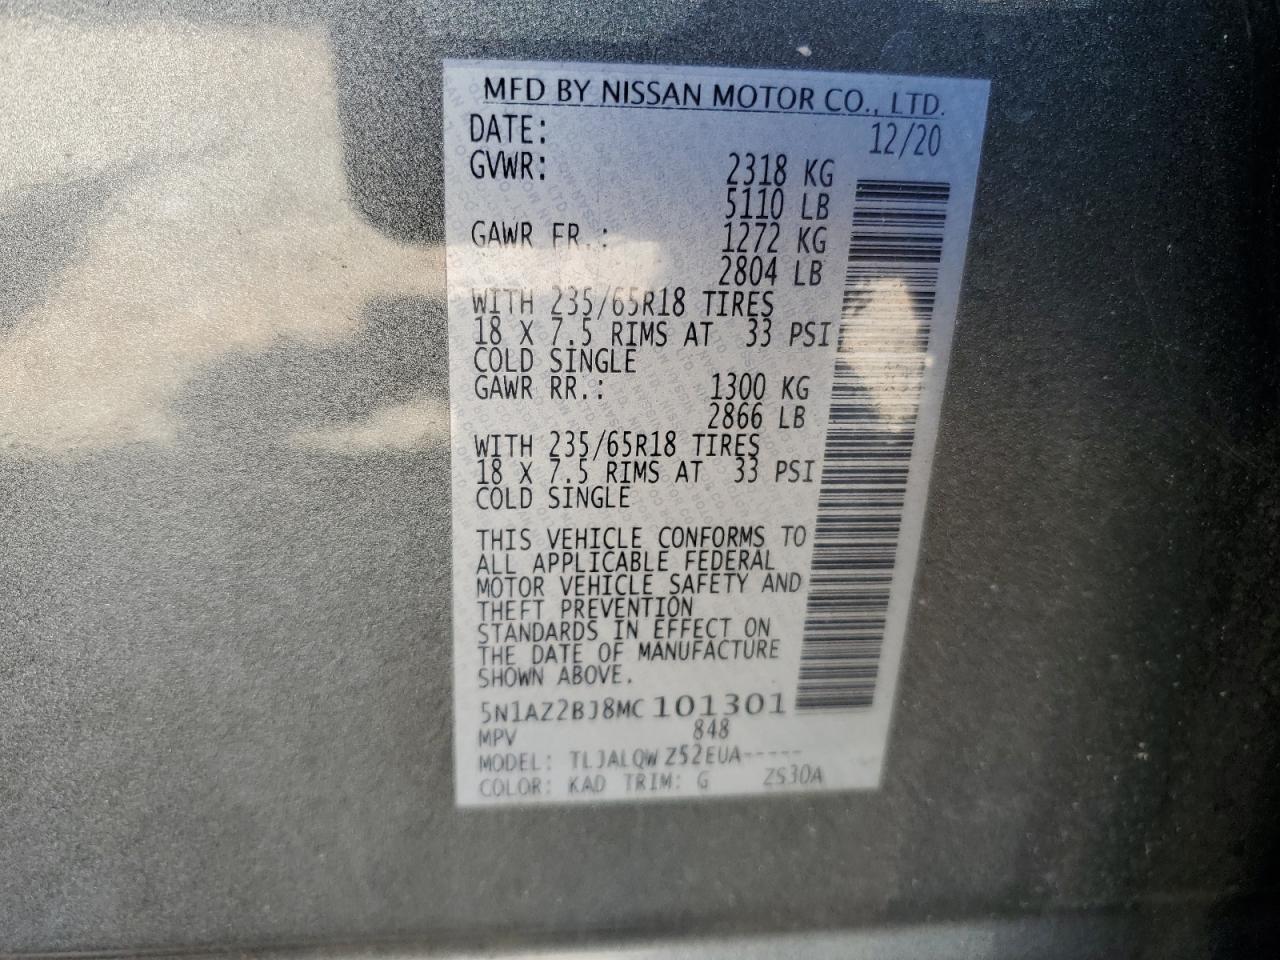 MFD BY NISSAN MOTOR CO., LTD.
DATE: 12/20
GVWR: 2318 KG
5110 LB
GAWR FR.: 1272 KG
2804 LB
WITH 235/65R18 TIRES
18 X 7.5 RIMS AT 33 PSI
COLD SINGLE
GAWR RR.: 1300 KG
2866 LB
WITH 235/65R18 TIRES
18 X 7.5 RIMS AT 33 PSI
COLD SINGLE
THIS VEHICLE CONFORMS TO
ALL APPLICABLE FEDERAL
MOTOR VEHICLE SAFETY AND
THEFT PREVENTION
STANDARDS IN EFFECT ON
THE DATE OF MANUFACTURE
SHOWN ABOVE.
5N1AZ2BJ8MC101301
MPV 848
MODEL: TLJALQW Z52EUA-----
COLOR: KAD TRIM: G ZS30A